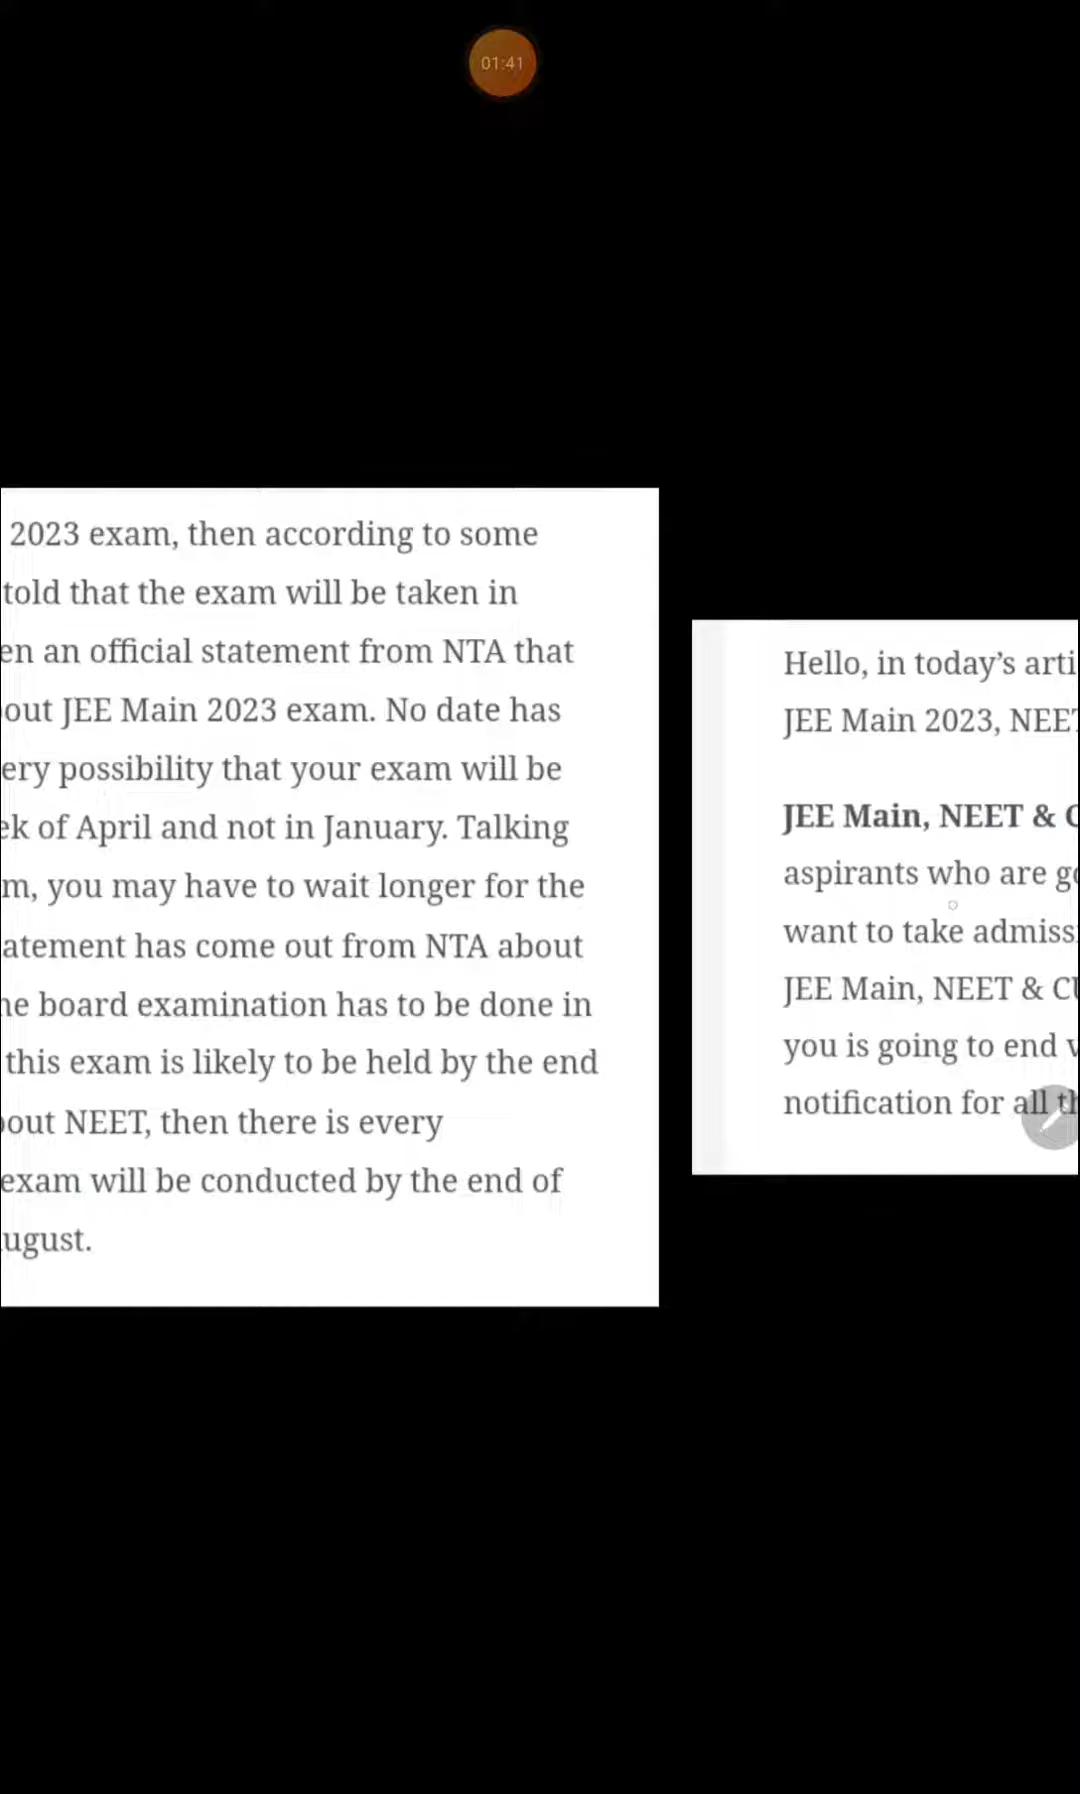 01:41
2023 exam, then according to some
told that the exam will be taken in
en an official statement from NTA that
out JEE Main 2023 exam. No date has
ery possibility that your exam will be
ek of April and not in January. Talking
m, you may have to wait longer for the
atement has come out from NTA about
he board examination has to be done in
this exam is likely to be held by the end
out NEET, then there is every
exam will be conducted by the end of
ugust.
Hello, in today's arti
JEE Main 2023, NEET
JEE Main, NEET & C
aspirants who are go
want to take admiss
JEE Main, NEET & CU
you is going to end v
notification for all th